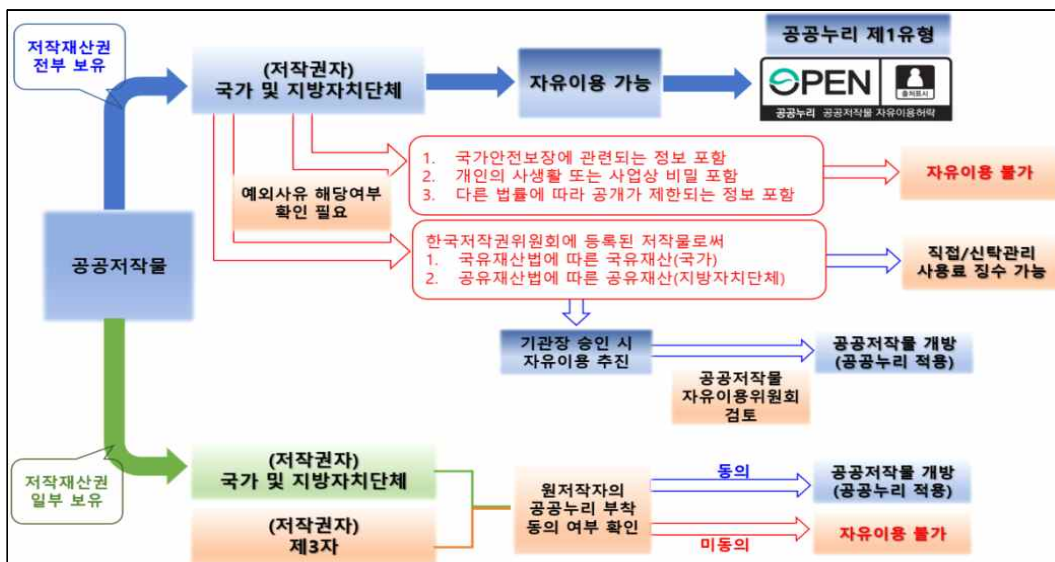 저작재산권
전부 보유
(저작권자)
국가 및 지방자치단체
자유이용 가능
공공누리 제1유형
OPEN
출처표시
공공누리 공공저작물 자유이용허락
예외사유 해당여부
확인 필요
1. 국가안전보장에 관련되는 정보 포함
2. 개인의 사생활 또는 사업상 비밀 포함
3. 다른 법률에 따라 공개가 제한되는 정보 포함
자유이용 불가
한국저작권위원회에 등록된 저작물로써
1. 국유재산법에 따른 국유재산(국가)
2. 공유재산법에 따른 공유재산(지방자치단체)
직접/신탁관리
사용료 징수 가능
공공저작물
기관장 승인 시
자유이용 추진
공공저작물
자유이용위원회
검토
공공저작물 개방
(공공누리 적용)
저작재산권
일부 보유
(저작권자)
국가 및 지방자치단체
(저작권자)
제3자
원저작자의
공공누리 부착
동의 여부 확인
동의
공공저작물 개방
(공공누리 적용)
미동의
자유이용 불가